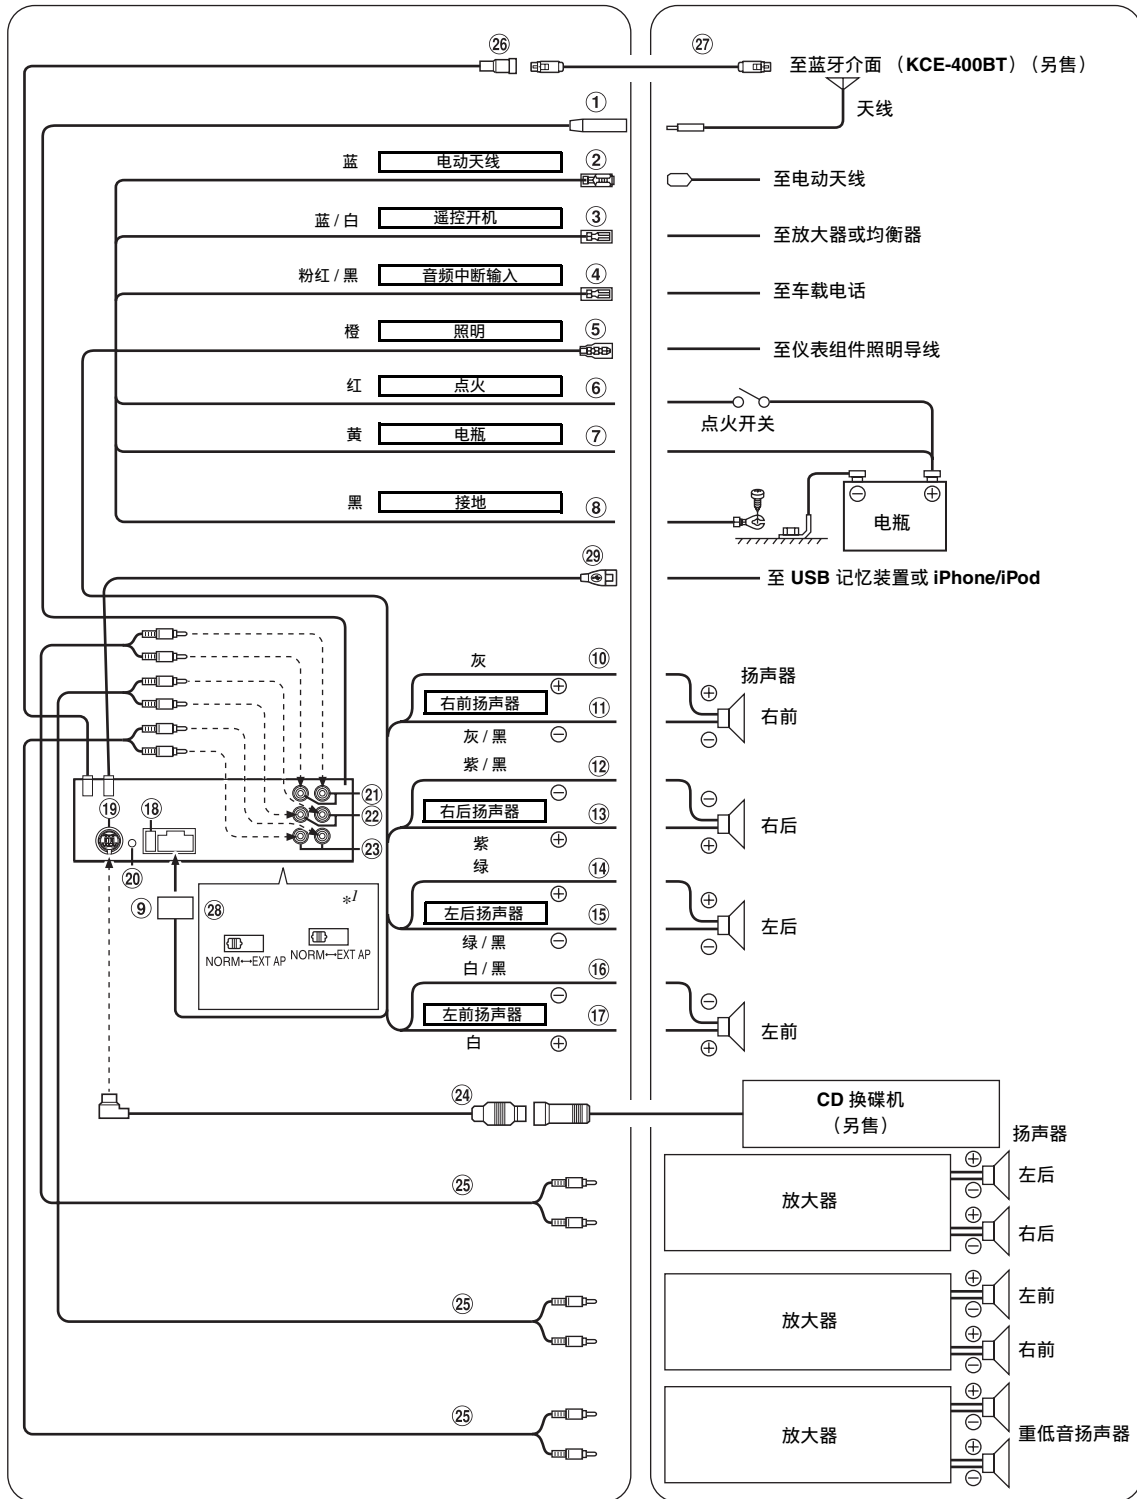 ㉖ ㉗ 至蓝牙介面 （KCE-400BT）（另售）
① 天线
蓝 电动天线 ② 至电动天线
蓝 / 白 遥控开机 ③ 至放大器或均衡器
粉红 / 黑 音频中断输入 ④ 至车载电话
橙 照明 ⑤ 至仪表组件照明导线
红 点火 ⑥ 点火开关
黄 电瓶 ⑦
⊖ ⊕
黑 接地 ⑧ 电瓶
㉙ 至 USB 记忆装置或 iPhone/iPod
灰 ⑩ 扬声器
⊕ ⊕
右前扬声器 ⑪ 右前
灰 / 黑 ⊖ ⊖
紫 / 黑 ⑫
⊖ ⊖
右后扬声器 ⑬ 右后
紫 ⊕ ⊕
⑲ ⑱ ㉑
㉒
㉓
⑳
绿 ⑭
⊕ ⊕
⑨ ㉘ *1
左后扬声器 ⑮ 左后
绿 / 黑 ⊖ ⊖
NORM↔EXT AP NORM↔EXT AP
白 / 黑 ⑯
⊖ ⊖
左前扬声器 ⑰ 左前
白 ⊕ ⊕
㉔ CD 换碟机
（另售）
扬声器
㉕ 放大器
⊕ ⊖ 左后
⊕ ⊖ 右后
㉕ 放大器
⊕ ⊖ 左前
⊕ ⊖ 右前
㉕ 放大器
⊕ ⊖
重低音扬声器
⊕ ⊖